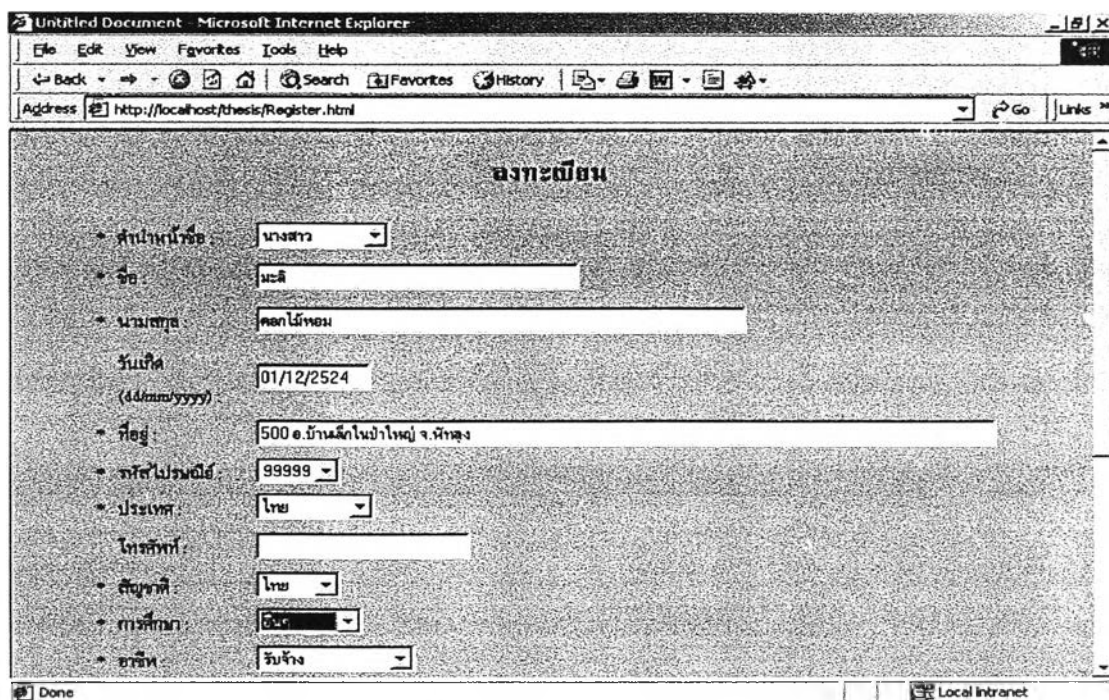 Untitled Document - Microsoft Internet Explorer
File Edit View Favorites Tools Help
Back Search Favorites History
Address http://localhost/thesis/Register.html Go Links
ลงทะเบียน
* คำนำหน้าชื่อ : นางสาว
* ชื่อ : มะลิ
* นามสกุล : ดอกไม้หอม
วันเกิด
(dd/mm/yyyy) : 01/12/2524
* ที่อยู่ : 500 อ.บ้านเล็กในป่าใหญ่ จ.พัทลุง
* รหัสไปรษณีย์ : 99999
* ประเทศ : ไทย
โทรศัพท์ :
* สัญชาติ : ไทย
* การศึกษา :
* อาชีพ : รับจ้าง
Done Local intranet